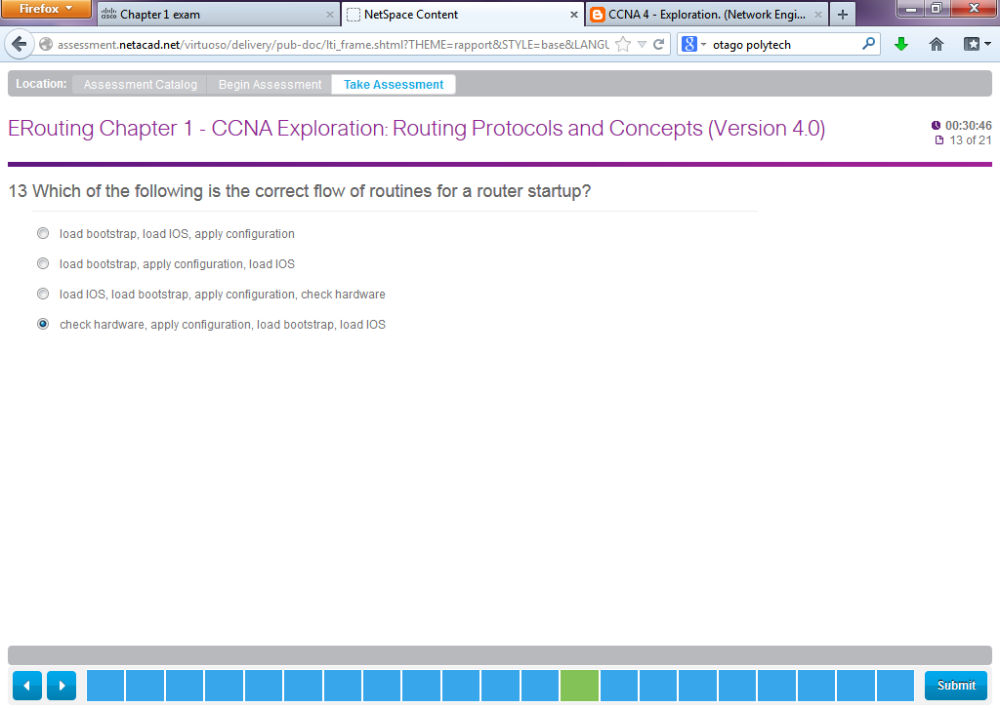 Firefox
Chapter 1 exam
NetSpace Content
CCNA 4 - Exploration. (Network Engi...
assessment.netacad.net/virtuoso/delivery/pub-doc/lti_frame.shtml?THEME=rapport&STYLE=base&LANGU
otago polytech
Location:
Assessment Catalog
Begin Assessment
Take Assessment
ERouting Chapter 1 - CCNA Exploration: Routing Protocols and Concepts (Version 4.0)
00:30:46
13 of 21
13 Which of the following is the correct flow of routines for a router startup?
load bootstrap, load IOS, apply configuration
load bootstrap, apply configuration, load IOS
load IOS, load bootstrap, apply configuration, check hardware
check hardware, apply configuration, load bootstrap, load IOS
Submit